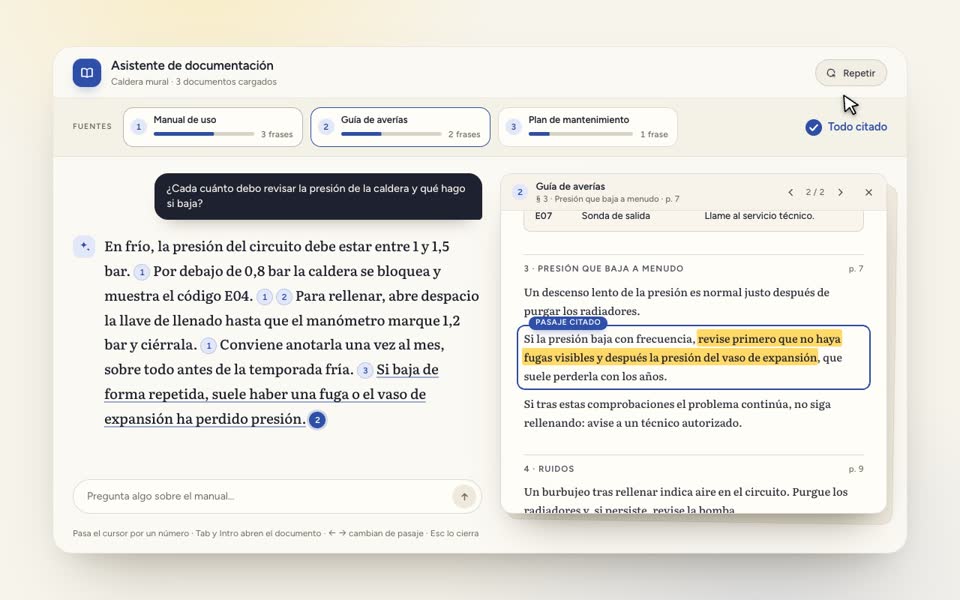 Asistente de documentación
Caldera mural · 3 documentos cargados
Repetir
FUENTES
1
Manual de uso
3 frases
2
Guía de averías
2 frases
3
Plan de mantenimiento
1 frase
Todo citado
¿Cada cuánto debo revisar la presión de la caldera y qué hago
si baja?
En frío, la presión del circuito debe estar entre 1 y 1,5
bar. 1 Por debajo de 0,8 bar la caldera se bloquea y
muestra el código E04. 1 2 Para rellenar, abre despacio
la llave de llenado hasta que el manómetro marque 1,2
bar y ciérrala. 1 Conviene anotarla una vez al mes,
sobre todo antes de la temporada fría. 3 Si baja de
forma repetida, suele haber una fuga o el vaso de
expansión ha perdido presión. 2
Pregunta algo sobre el manual...
Pasa el cursor por un número · Tab y Intro abren el documento · ← → cambian de pasaje · Esc lo cierra
2
Guía de averías
§ 3 · Presión que baja a menudo · p. 7
2 / 2
E07 Sonda de salida Llame al servicio técnico.
3 · PRESIÓN QUE BAJA A MENUDO p. 7
Un descenso lento de la presión es normal justo después de
purgar los radiadores.
PASAJE CITADO
Si la presión baja con frecuencia, revise primero que no haya
fugas visibles y después la presión del vaso de expansión, que
suele perderla con los años.
Si tras estas comprobaciones el problema continúa, no siga
rellenando: avise a un técnico autorizado.
4 · RUIDOS p. 9
Un burbujeo tras rellenar indica aire en el circuito. Purgue los
radiadores y, si persiste, revise la bomba.